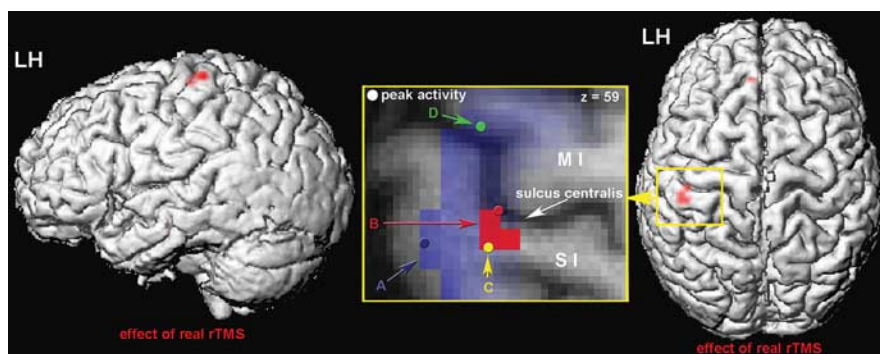 LH
effect of real rTMS
peak activity
z = 59
D
M I
sulcus centralis
B
S I
A
C
LH
effect of real rTMS